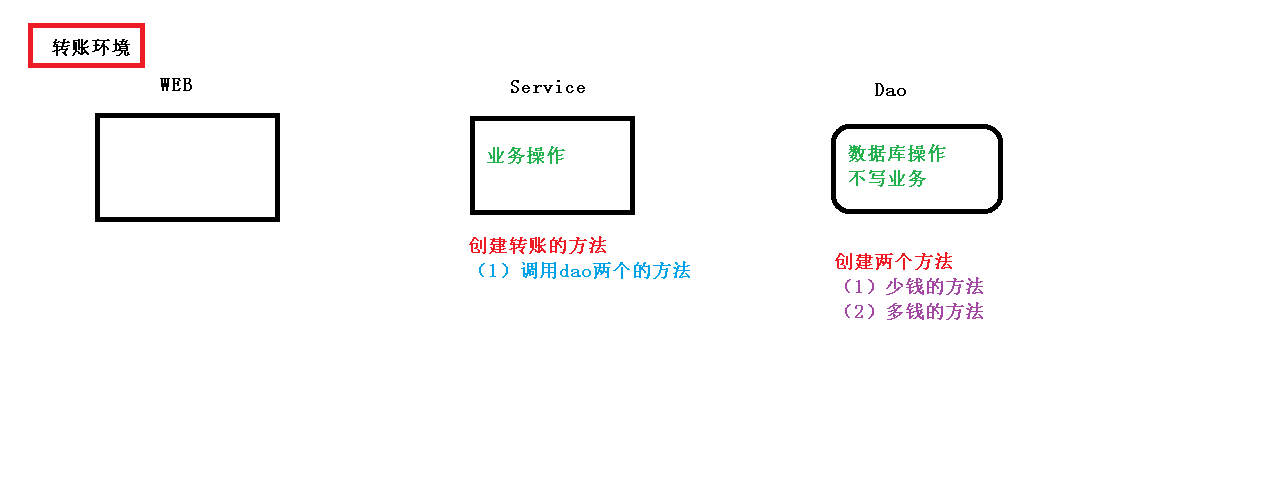 转账环境
WEB
Service
Dao
业务操作
数据库操作
不写业务
创建转账的方法
（1）调用dao两个的方法
创建两个方法
（1）少钱的方法
（2）多钱的方法